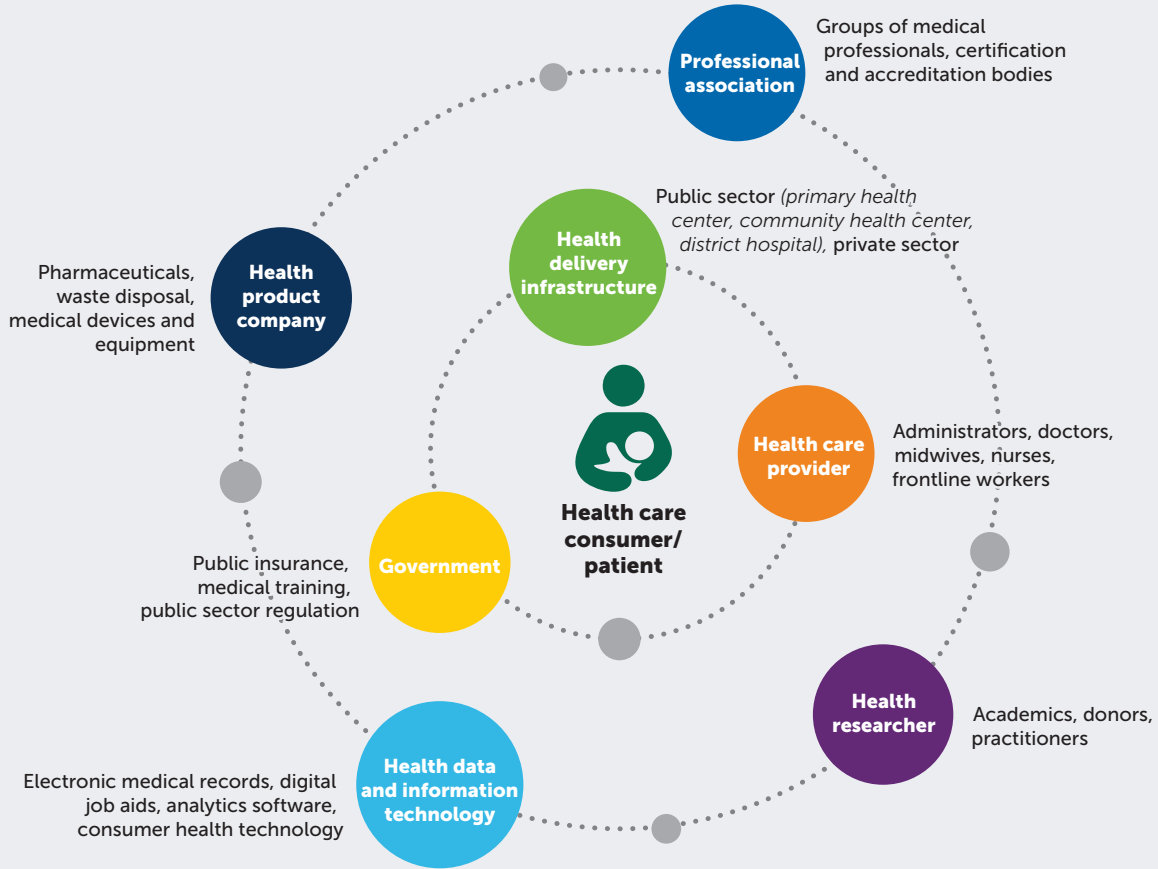 Groups of medical
professionals, certification
and accreditation bodies
Professional
association
Public sector (primary health
center, community health center,
district hospital), private sector
Health
delivery
infrastructure
Pharmaceuticals,
waste disposal,
medical devices and
equipment
Health
product
company
Health care
provider
Administrators, doctors,
midwives, nurses,
frontline workers
Health care
consumer/
patient
Public insurance,
medical training,
public sector regulation
Government
Health
researcher
Academics, donors,
practitioners
Electronic medical records, digital
job aids, analytics software,
consumer health technology
Health data
and information
technology